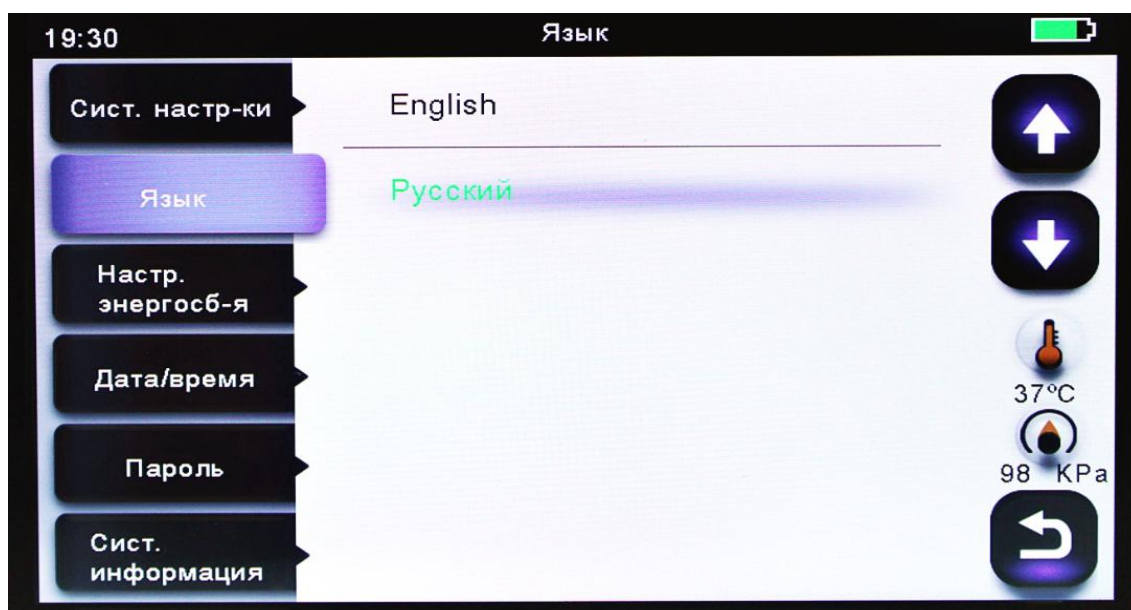 19:30
Язык
Сист. настр-ки
Язык
Настр.
энергосб-я
Дата/время
Пароль
Сист.
информация
English
Русский
37°C
98 KPa